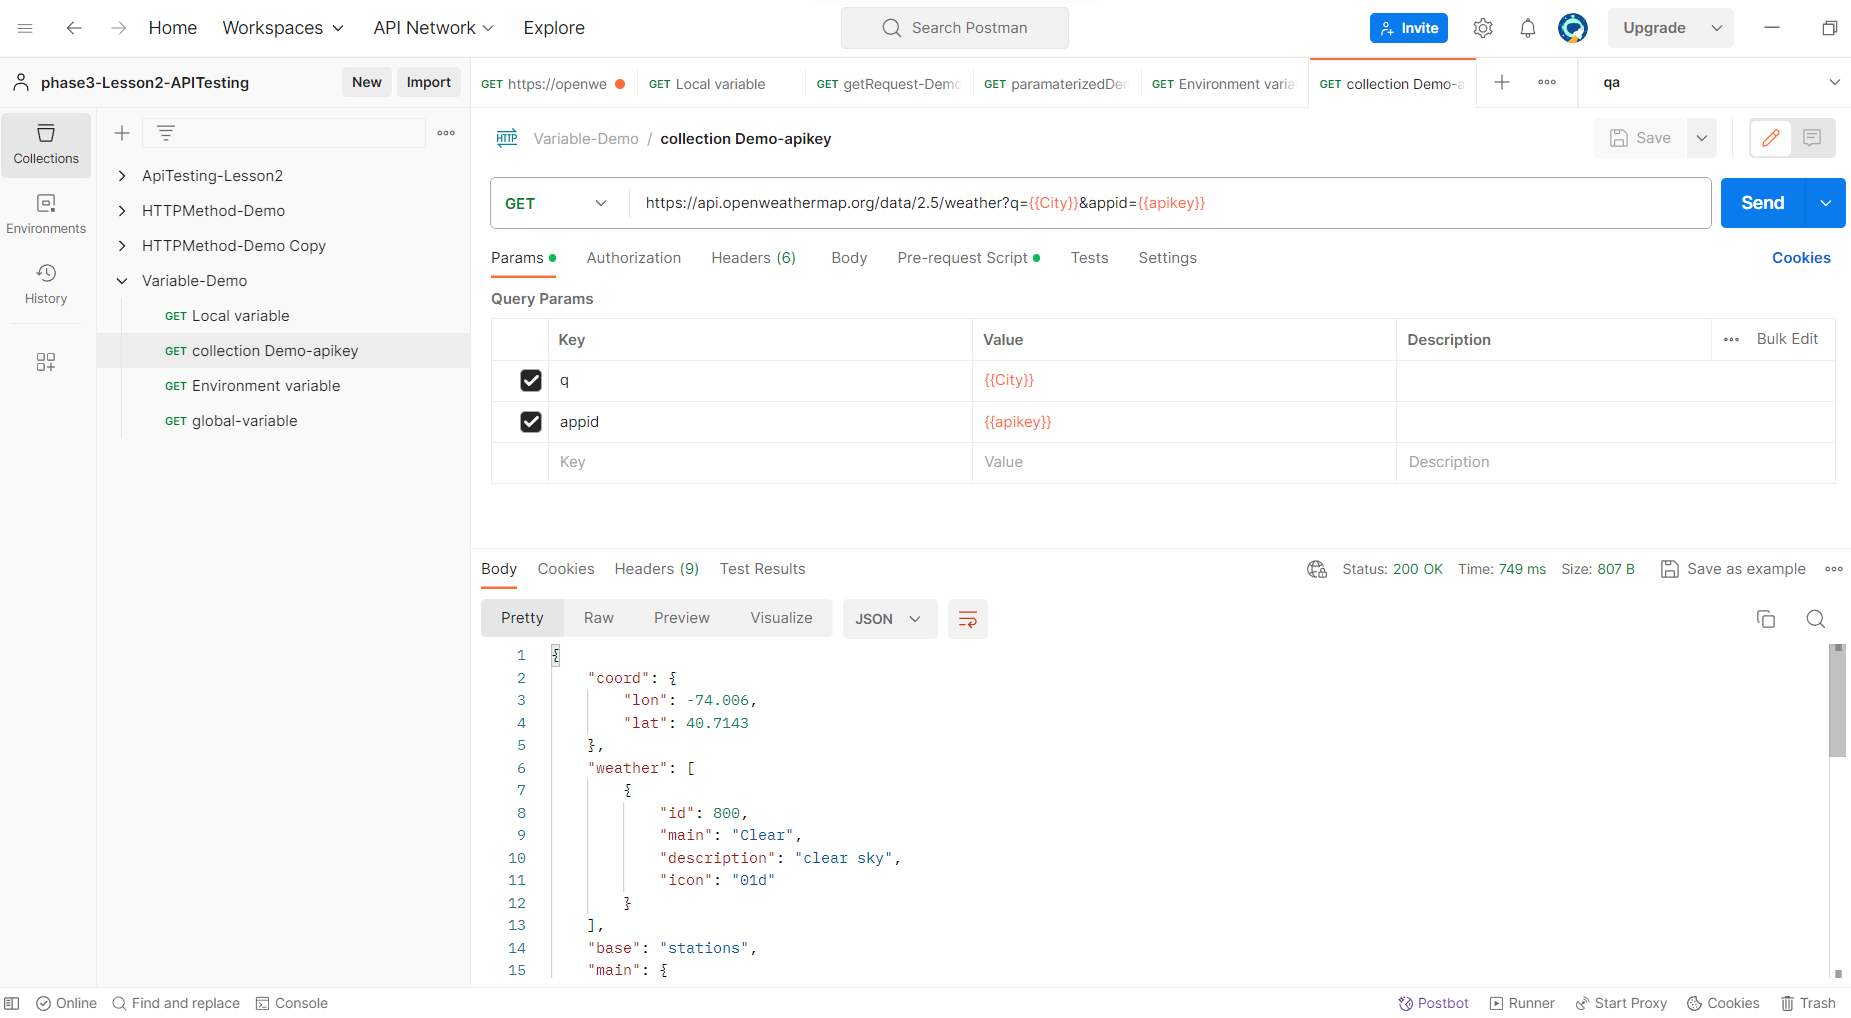 Home Workspaces API Network Explore Search Postman Invite Upgrade
phase3-Lesson2-APITesting New Import
GET https://openwe GET Local variable GET getRequest-Demo GET paramaterizedDer GET Environment varia GET collection Demo-a qa
Collections
Environments
History
ApiTesting-Lesson2
HTTPMethod-Demo
HTTPMethod-Demo Copy
Variable-Demo
GET Local variable
GET collection Demo-apikey
GET Environment variable
GET global-variable
HTTP Variable-Demo / collection Demo-apikey Save
GET https://api.openweathermap.org/data/2.5/weather?q={{City}}&appid={{apikey}} Send
Params Authorization Headers (6) Body Pre-request Script Tests Settings Cookies
Query Params
Key Value Description Bulk Edit
q {{City}}
appid {{apikey}}
Key Value Description
Body Cookies Headers (9) Test Results Status: 200 OK Time: 749 ms Size: 807 B Save as example
Pretty Raw Preview Visualize JSON
1 {
2 "coord": {
3 "lon": -74.006,
4 "lat": 40.7143
5 },
6 "weather": [
7 {
8 "id": 800,
9 "main": "Clear",
10 "description": "clear sky",
11 "icon": "01d"
12 }
13 ],
14 "base": "stations",
15 "main": {
Online Find and replace Console Postbot Runner Start Proxy Cookies Trash